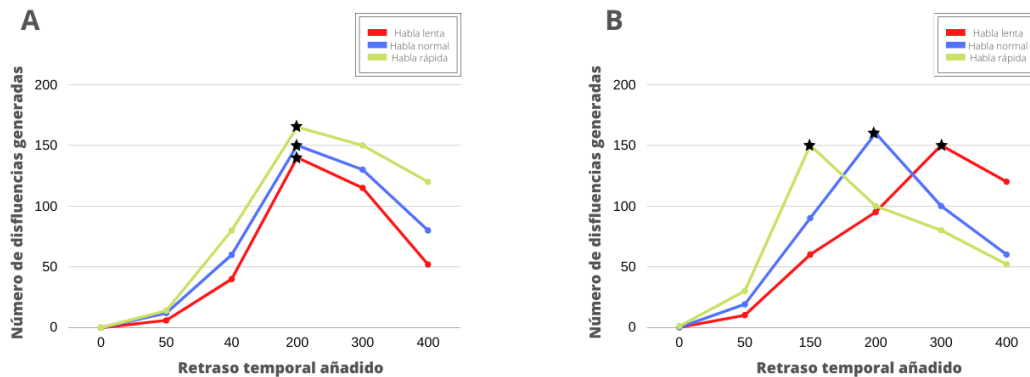 A
Habla lenta
Habla normal
Habla rápida
Número de disfluencias generadas
200
150
100
50
0
0 50 40 200 300 400
Retraso temporal añadido
B
Habla lenta
Habla normal
Habla rápida
Número de disfluencias generadas
200
150
100
50
0
0 50 150 200 300 400
Retraso temporal añadido